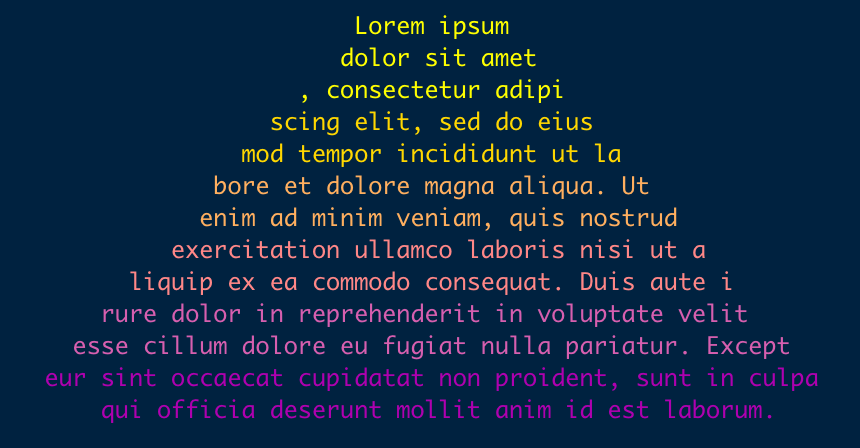 Lorem ipsum
dolor sit amet
, consectetur adipi
scing elit, sed do eius
mod tempor incididunt ut la
bore et dolore magna aliqua. Ut
enim ad minim veniam, quis nostrud
exercitation ullamco laboris nisi ut a
liquip ex ea commodo consequat. Duis aute i
rure dolor in reprehenderit in voluptate velit
esse cillum dolore eu fugiat nulla pariatur. Except
eur sint occaecat cupidatat non proident, sunt in culpa
qui officia deserunt mollit anim id est laborum.